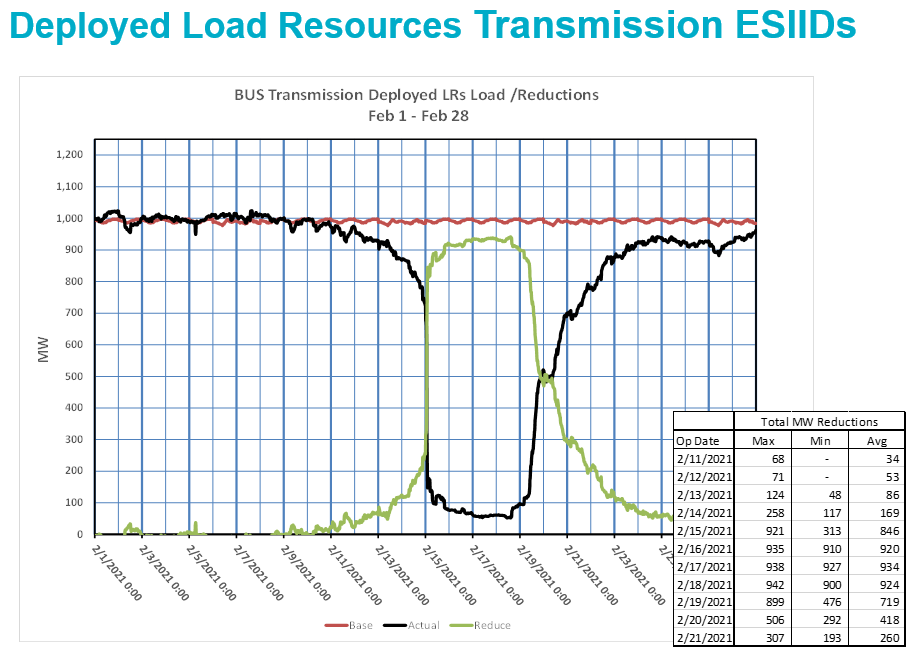 Deployed Load Resources Transmission ESIIDs
BUS Transmission Deployed LRs Load /Reductions
Feb 1 - Feb 28
MW
1,200
1,100
1,000
900
800
700
600
500
400
300
200
100
0
2/1/2021 0:00
2/3/2021 0:00
2/5/2021 0:00
2/7/2021 0:00
2/9/2021 0:00
2/11/2021 0:00
2/13/2021 0:00
2/15/2021 0:00
2/17/2021 0:00
2/19/2021 0:00
2/21/2021 0:00
2/23/2021 0:00
Base Actual Reduce
Total MW Reductions
Op Date Max Min Avg
2/11/2021 68 - 34
2/12/2021 71 - 53
2/13/2021 124 48 86
2/14/2021 258 117 169
2/15/2021 921 313 846
2/16/2021 935 910 920
2/17/2021 938 927 934
2/18/2021 942 900 924
2/19/2021 899 476 719
2/20/2021 506 292 418
2/21/2021 307 193 260